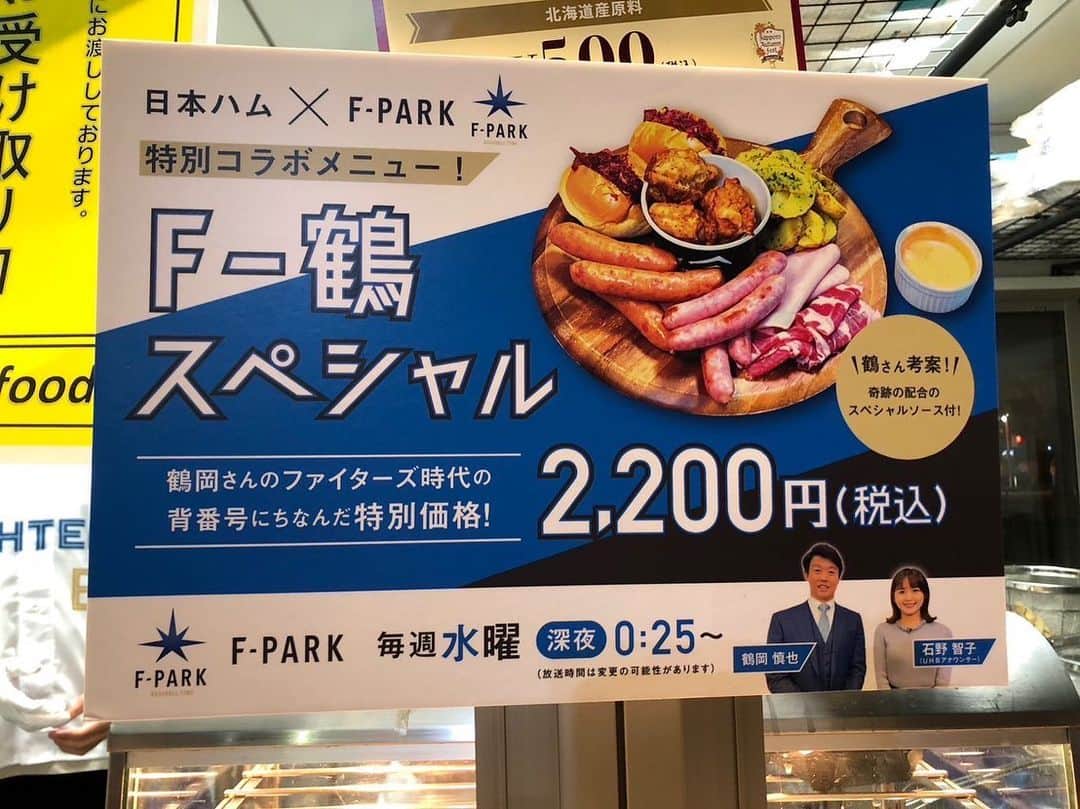 北海道産原料
お受け取り口
にお渡ししております。
food
日本ハム × F-PARK
F-PARK
特別コラボメニュー！
F-鶴
スペシャル
\鶴さん考案!/
奇跡の配合の
スペシャルソース付!
鶴岡さんのファイターズ時代の
背番号にちなんだ特別価格!
2,200円(税込)
F-PARK
BASEBALL TIME
F-PARK
毎週水曜 深夜 0:25~
(放送時間は変更の可能性があります)
鶴岡 慎也
石野 智子
(UHBアナウンサー)
HTE